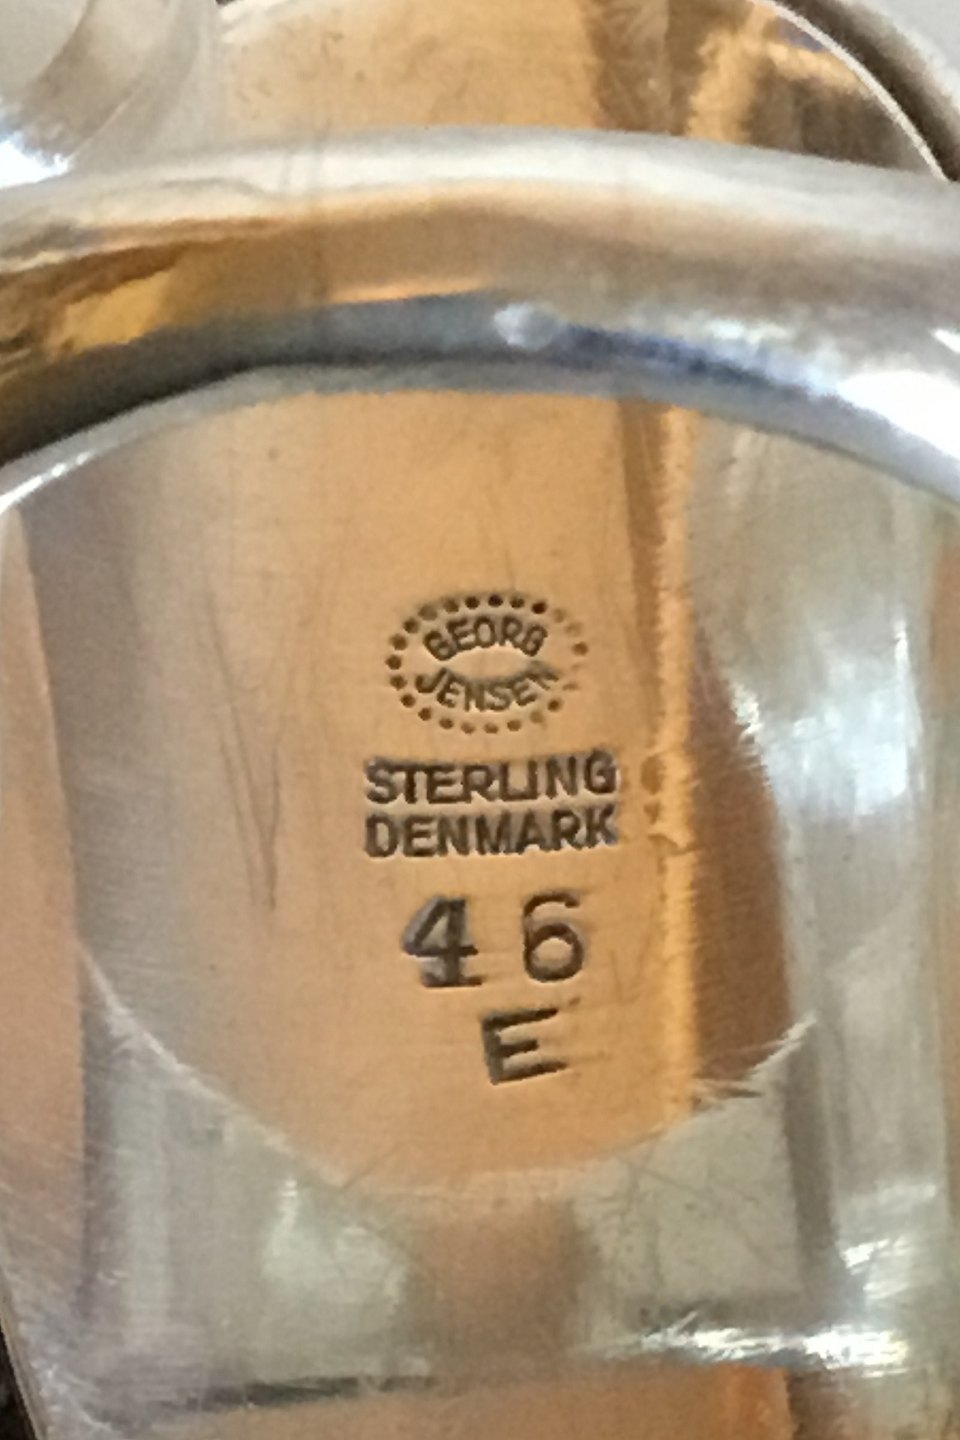 GEORG
JENSEN
STERLING
DENMARK
46
E